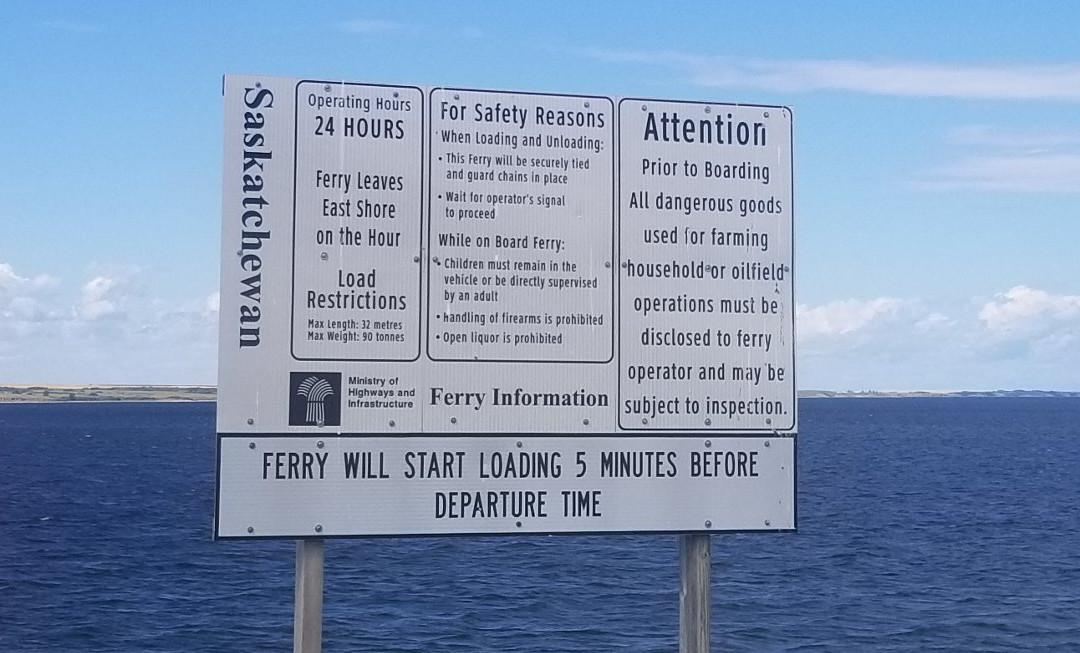 Saskatchewan
Operating Hours
24 HOURS
Ferry Leaves
East Shore
on the Hour
Load
Restrictions
Max Length: 32 metres
Max Weight: 90 tonnes
For Safety Reasons
When Loading and Unloading:
• This Ferry will be securely tied
and guard chains in place
• Wait for operator's signal
to proceed
While on Board Ferry:
• Children must remain in the
vehicle or be directly supervised
by an adult
• handling of firearms is prohibited
• Open liquor is prohibited
Attention
Prior to Boarding
All dangerous goods
used for farming
household or oilfield
operations must be
disclosed to ferry
operator and may be
subject to inspection.
Ministry of
Highways and
Infrastructure
Ferry Information
FERRY WILL START LOADING 5 MINUTES BEFORE
DEPARTURE TIME